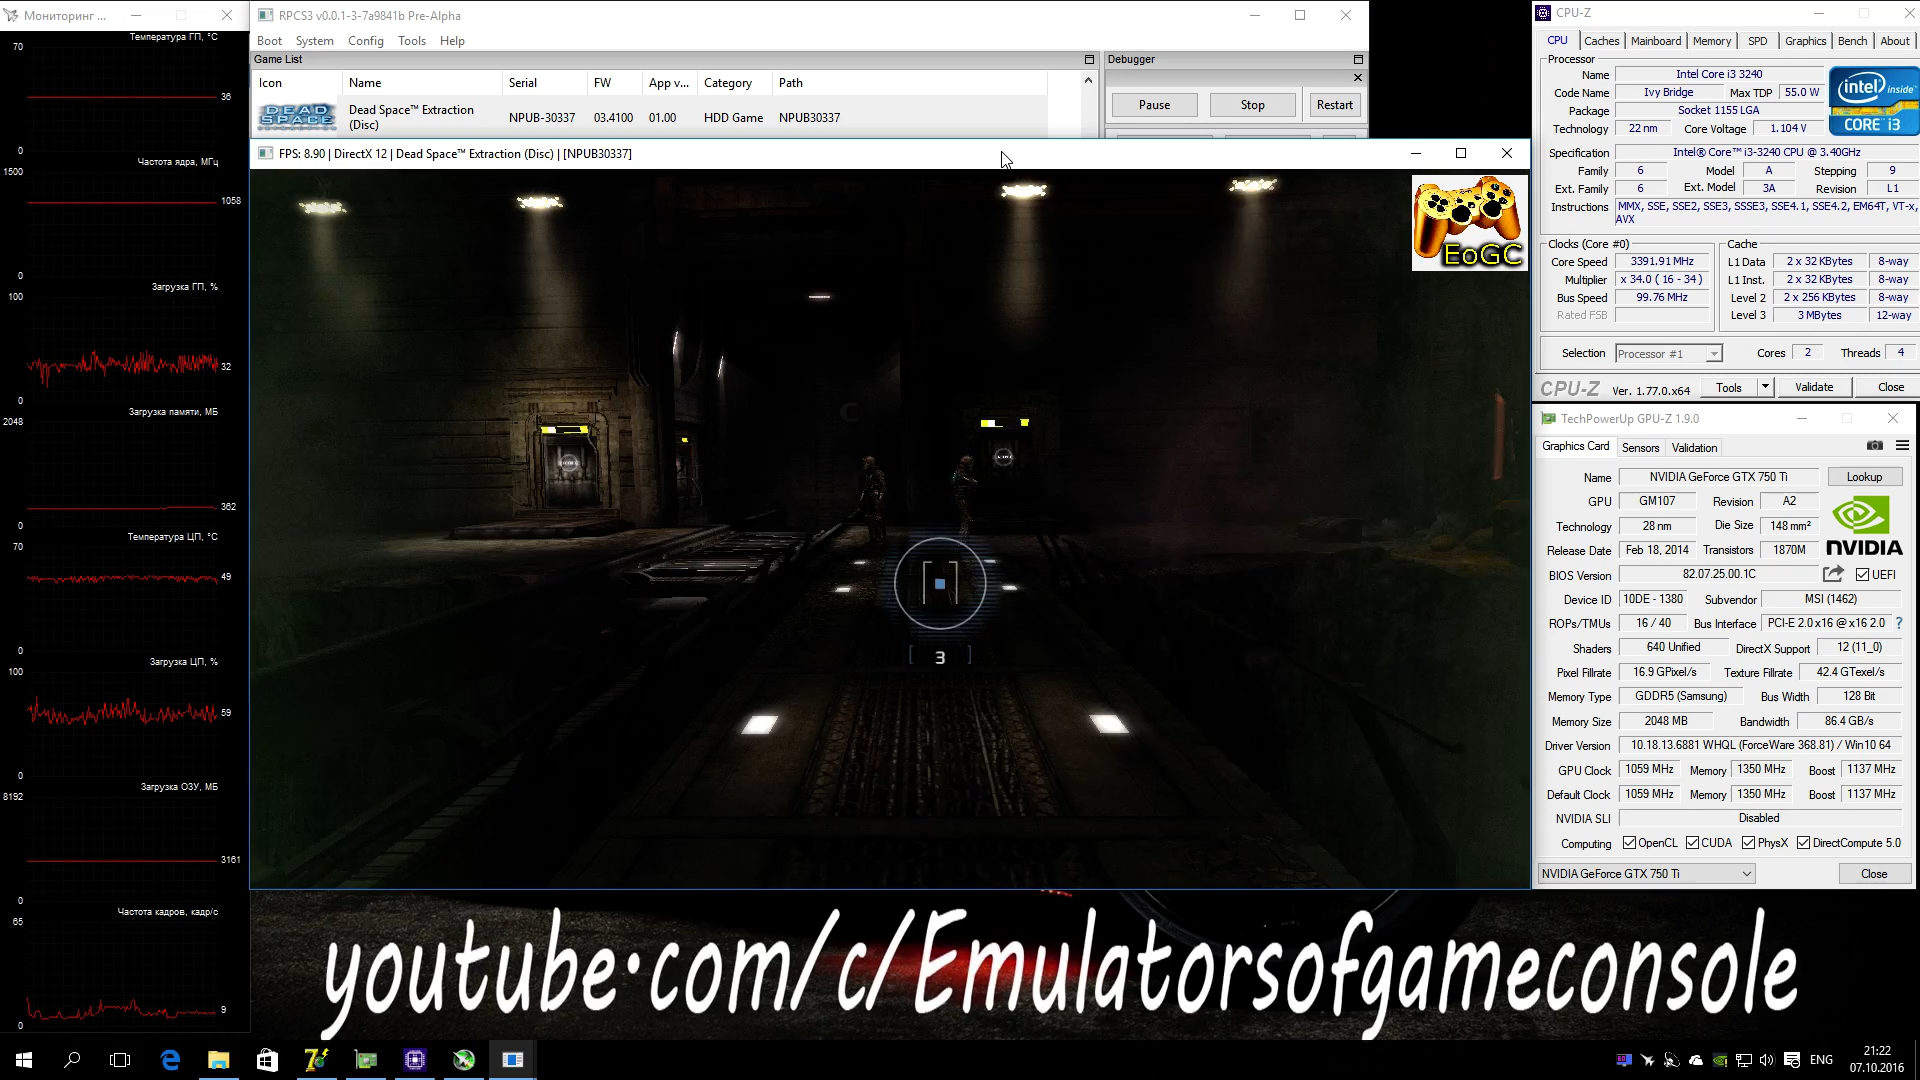 Мониторинг ...
Температура ГП, °C
70
36
0
Частота ядра, МГц
1500
1058
0
Загрузка ГП, %
100
32
0
Загрузка памяти, МБ
2048
362
0
Температура ЦП, °C
70
49
0
Загрузка ЦП, %
100
59
0
Загрузка ОЗУ, МБ
8192
3161
0
Частота кадров, кадр/с
65
9
0
RPCS3 v0.0.1-3-7a9841b Pre-Alpha
Boot System Config Tools Help
Game List
Icon Name Serial FW App v... Category Path
DEAD SPACE
Dead Space™ Extraction (Disc) NPUB-30337 03.4100 01.00 HDD Game NPUB30337
Debugger
Pause Stop Restart
FPS: 8.90 | DirectX 12 | Dead Space™ Extraction (Disc) | [NPUB30337]
EoGC
3
youtube.com/c/Emulatorsofgameconsole
CPU-Z
CPU Caches Mainboard Memory SPD Graphics Bench About
Processor
Name Intel Core i3 3240
Code Name Ivy Bridge Max TDP 55.0 W
Package Socket 1155 LGA
Technology 22 nm Core Voltage 1.104 V
intel inside™
CORE i3
Specification Intel® Core™ i3-3240 CPU @ 3.40GHz
Family 6 Model A Stepping 9
Ext. Family 6 Ext. Model 3A Revision L1
Instructions MMX, SSE, SSE2, SSE3, SSSE3, SSE4.1, SSE4.2, EM64T, VT-x, AVX
Clocks (Core #0)
Core Speed 3391.91 MHz
Multiplier x 34.0 ( 16 - 34 )
Bus Speed 99.76 MHz
Rated FSB
Cache
L1 Data 2 x 32 KBytes 8-way
L1 Inst. 2 x 32 KBytes 8-way
Level 2 2 x 256 KBytes 8-way
Level 3 3 MBytes 12-way
Selection Processor #1 Cores 2 Threads 4
CPU-Z Ver. 1.77.0.x64 Tools Validate Close
TechPowerUp GPU-Z 1.9.0
Graphics Card Sensors Validation
Name NVIDIA GeForce GTX 750 Ti Lookup
GPU GM107 Revision A2
Technology 28 nm Die Size 148 mm²
Release Date Feb 18, 2014 Transistors 1870M
NVIDIA
BIOS Version 82.07.25.00.1C UEFI
Device ID 10DE - 1380 Subvendor MSI (1462)
ROPs/TMUs 16 / 40 Bus Interface PCI-E 2.0 x16 @ x16 2.0 ?
Shaders 640 Unified DirectX Support 12 (11_0)
Pixel Fillrate 16.9 GPixel/s Texture Fillrate 42.4 GTexel/s
Memory Type GDDR5 (Samsung) Bus Width 128 Bit
Memory Size 2048 MB Bandwidth 86.4 GB/s
Driver Version 10.18.13.6881 WHQL (ForceWare 368.81) / Win10 64
GPU Clock 1059 MHz Memory 1350 MHz Boost 1137 MHz
Default Clock 1059 MHz Memory 1350 MHz Boost 1137 MHz
NVIDIA SLI Disabled
Computing OpenCL CUDA PhysX DirectCompute 5.0
NVIDIA GeForce GTX 750 Ti Close
ENG
21:22
07.10.2016